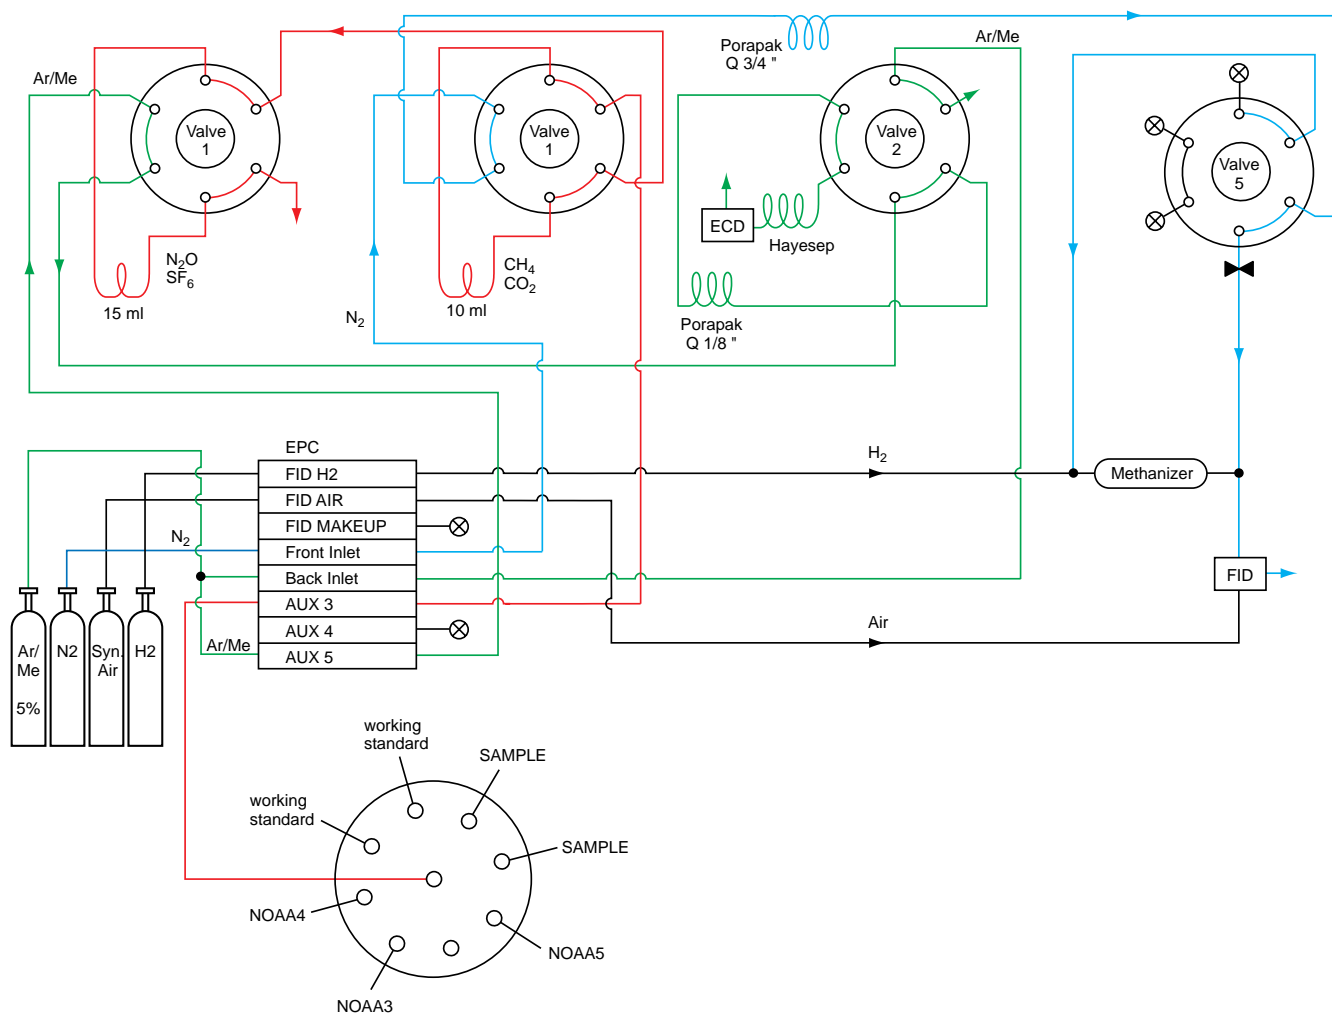 Porapak
Q 3/4 "
Ar/Me
Ar/Me
Valve
1
Valve
1
Valve
2
Valve
5
ECD
Hayesep
N2O
SF6
15 ml
CH4
CO2
10 ml
N2
Porapak
Q 1/8 "
EPC
FID H2
FID AIR
FID MAKEUP
Front Inlet
Back Inlet
AUX 3
AUX 4
AUX 5
H2
Methanizer
N2
FID
Air
Ar/Me
Ar/
Me
5%
N2
Syn.
Air
H2
working
standard
SAMPLE
working
standard
SAMPLE
NOAA4
NOAA5
NOAA3